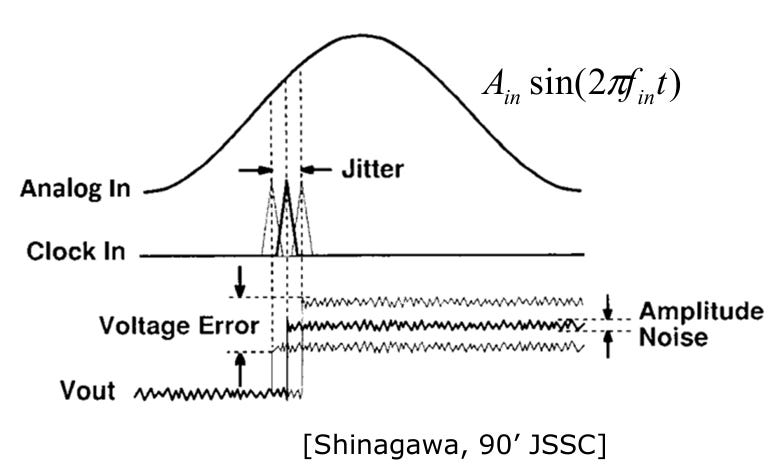 A_in sin(2πf_in t)
Jitter
Analog In
Clock In
Voltage Error
Amplitude
Noise
Vout
[Shinagawa, 90’ JSSC]